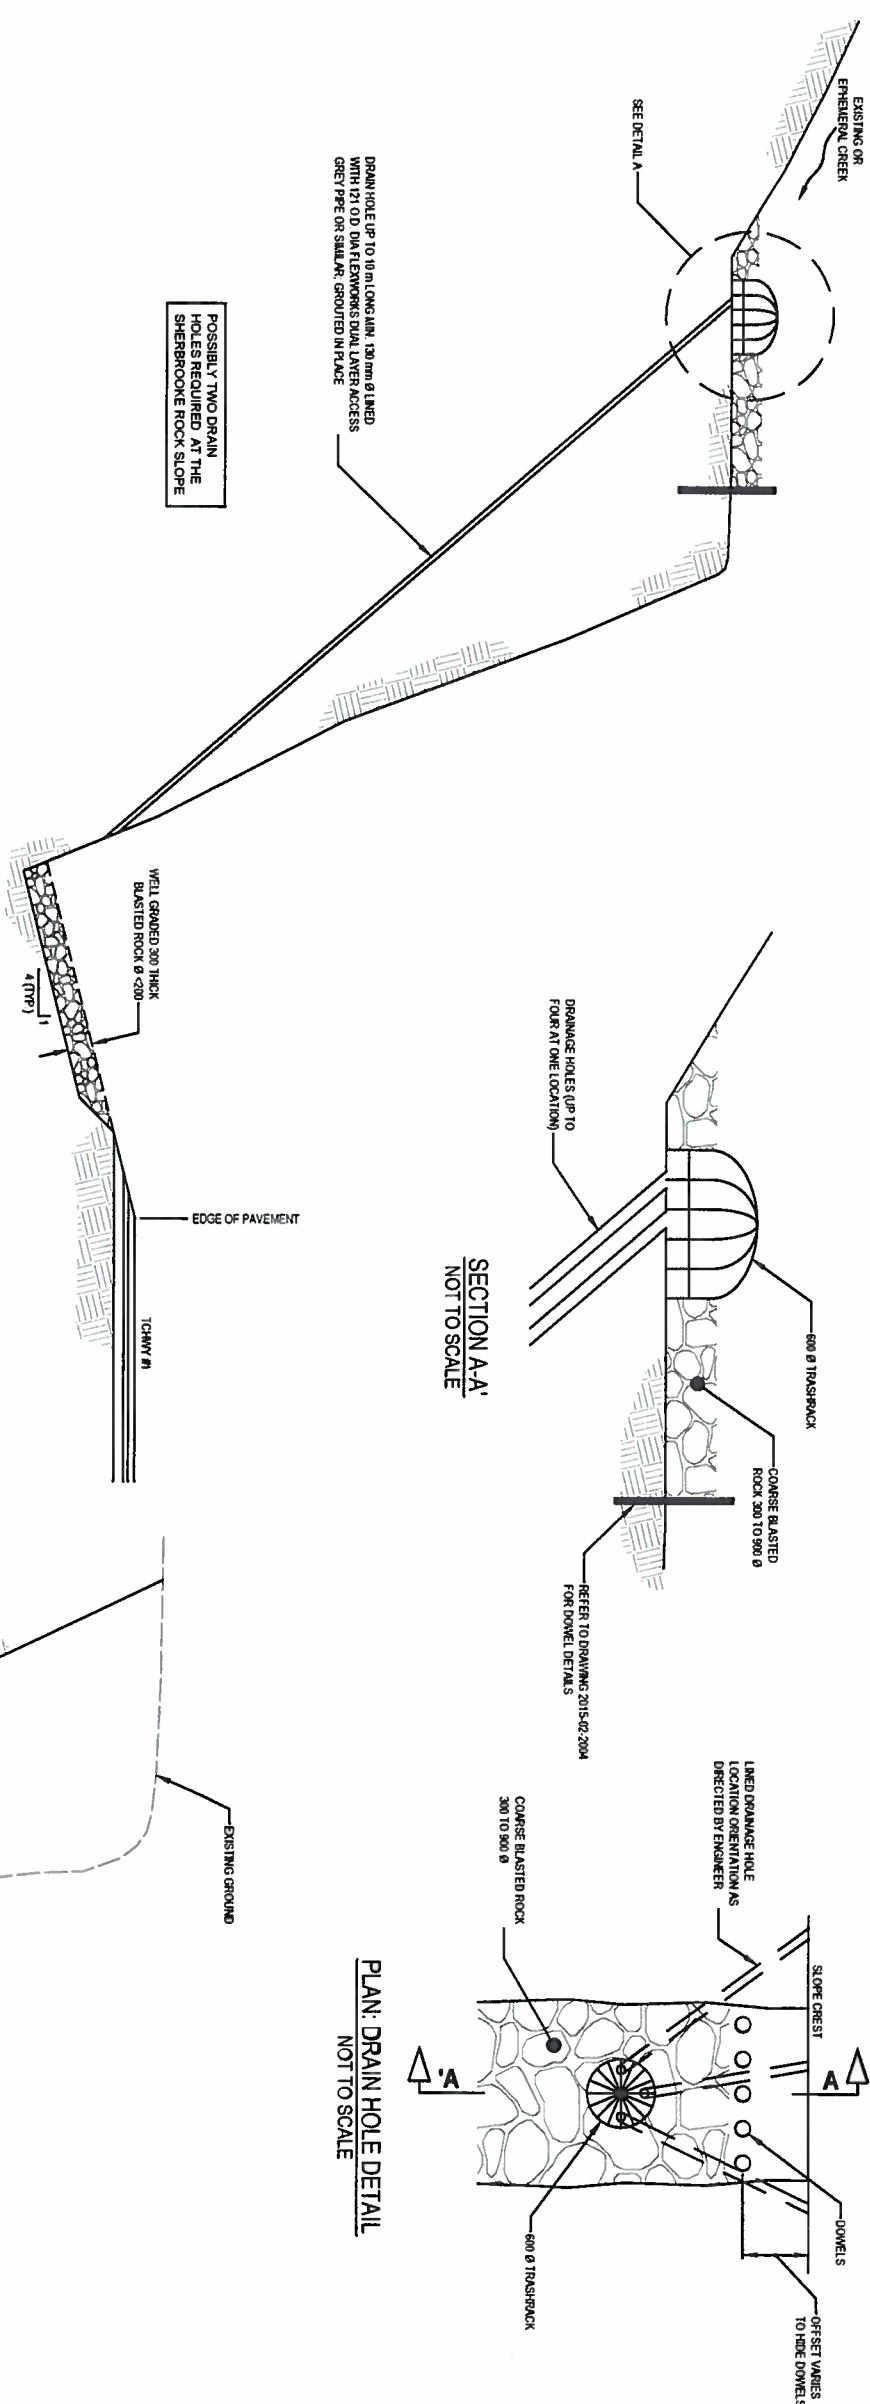 EXISTING OR
EPHEMERAL CREEK
SEE DETAIL A
DRAIN HOLE UP TO 10 m LONG MIN. 130 mm Ø LINED
WITH 121 O.D. DIA FLEXWORKS DUAL LAYER ACCESS
GREY PIPE OR SIMILAR; GROUTED IN PLACE
POSSIBLY TWO DRAIN
HOLES REQUIRED AT THE
SHERBROOKE ROCK SLOPE
WELL GRADED 300 THICK
BLASTED ROCK Ø <200
1
4 (TYP.)
EDGE OF PAVEMENT
TCHWY #1
DRAINAGE HOLES (UP TO
FOUR AT ONE LOCATION)
600 Ø TRASHRACK
COARSE BLASTED
ROCK 300 TO 900 Ø
REFER TO DRAWING 2015-02-2004
FOR DOWEL DETAILS
SECTION A-A'
NOT TO SCALE
EXISTING GROUND
LINED DRAINAGE HOLE
LOCATION ORIENTATION AS
DIRECTED BY ENGINEER
SLOPE CREST
A
DOWELS
OFFSET VARIES
TO HIDE DOWELS
COARSE BLASTED ROCK
300 TO 900 Ø
'A
600 Ø TRASHRACK
PLAN: DRAIN HOLE DETAIL
NOT TO SCALE